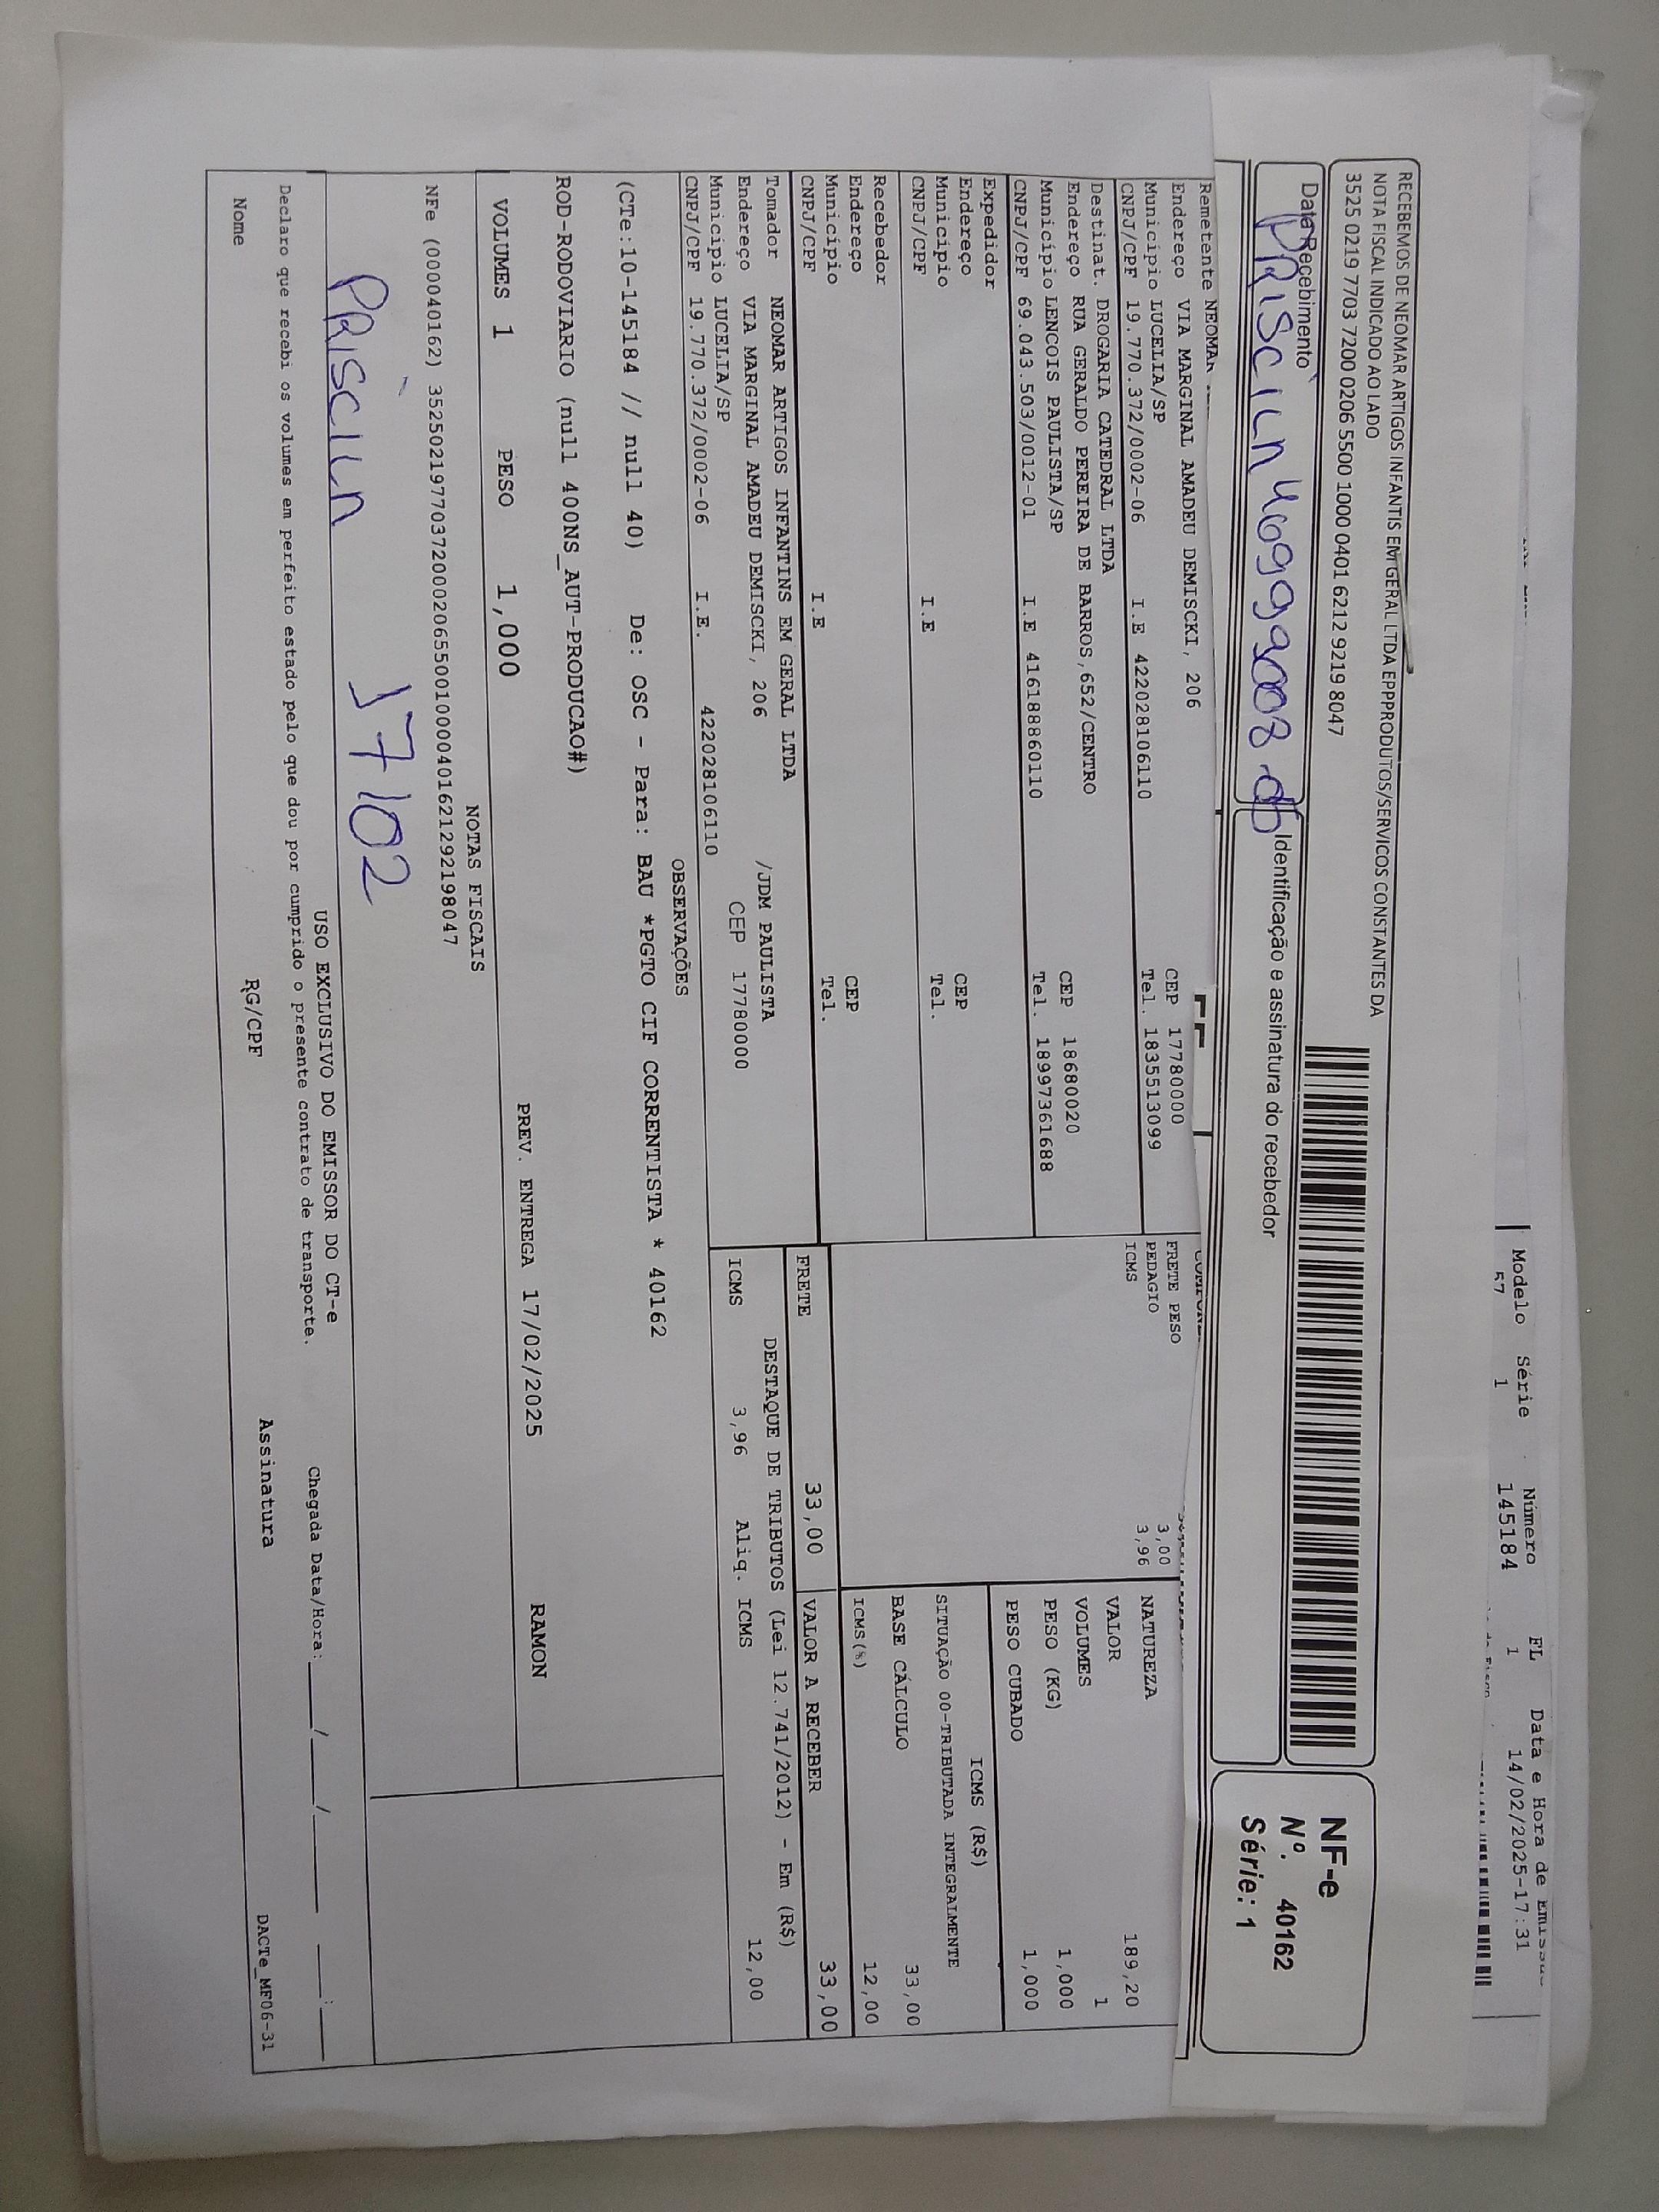 Modelo Série Número FL Data e Hora de Emissão
57 1 145184 1 14/02/2025-17:31
RECEBEMOS DE NEOMAR ARTIGOS INFANTIS EM GERAL LTDA EPPPRODUTOS/SERVICOS CONSTANTES DA
NOTA FISCAL INDICADO AO LADO
3525 0219 7703 7200 0206 5500 1000 0401 6212 9219 8047
NF-e
Nº. 40162
Série: 1
Data Recebimento
Identificação e assinatura do recebedor
Remetente NEOMAR
Endereço VIA MARGINAL AMADEU DEMISCKI, 206 CEP 17780000
Município LUCELIA/SP Tel. 1835513099
CNPJ/CPF 19.770.372/0002-06 I.E 422028106110
Destinat. DROGARIA CATEDRAL LTDA
Endereço RUA GERALDO PEREIRA DE BARROS,652/CENTRO CEP 18680020
Município LENCOIS PAULISTA/SP Tel. 18997361688
CNPJ/CPF 69.043.503/0012-01 I.E 416188860110
Expedidor
Endereço CEP
Município Tel.
CNPJ/CPF I.E
Recebedor
Endereço CEP
Município Tel.
CNPJ/CPF I.E
FRETE PESO
PEDAGIO 3,00
ICMS 3,96
NATUREZA
VALOR 189,20
VOLUMES 1
PESO (KG) 1,000
PESO CUBADO 1,000
ICMS (R$)
SITUAÇÃO 00-TRIBUTADA INTEGRALMENTE
BASE CÁLCULO 33,00
ICMS(%) 12,00
FRETE 33,00 VALOR A RECEBER 33,00
Tomador NEOMAR ARTIGOS INFANTINS EM GERAL LTDA
Endereço VIA MARGINAL AMADEU DEMISCKI, 206 /JDM PAULISTA
Município LUCELIA/SP CEP 17780000
CNPJ/CPF 19.770.372/0002-06 I.E. 422028106110
DESTAQUE DE TRIBUTOS (Lei 12.741/2012) - Em (R$)
ICMS 3,96 Aliq. ICMS 12,00
OBSERVAÇÕES
(CTe:10-145184 // null 40) De: OSC - Para: BAU *PGTO CIF CORRENTISTA * 40162
ROD-RODOVIARIO (null 400NS_AUT-PRODUCAO#)
VOLUMES 1 PESO 1,000 PREV. ENTREGA 17/02/2025 RAMON
NOTAS FISCAIS
NFe (000040162) 35250219770372000206550010000401621292198047
17/02
USO EXCLUSIVO DO EMISSOR DO CT-e
Declaro que recebi os volumes em perfeito estado pelo que dou por cumprido o presente contrato de transporte. Chegada Data/Hora:____/____/______ ____:____
Nome RG/CPF Assinatura
DACTe_MF06-31